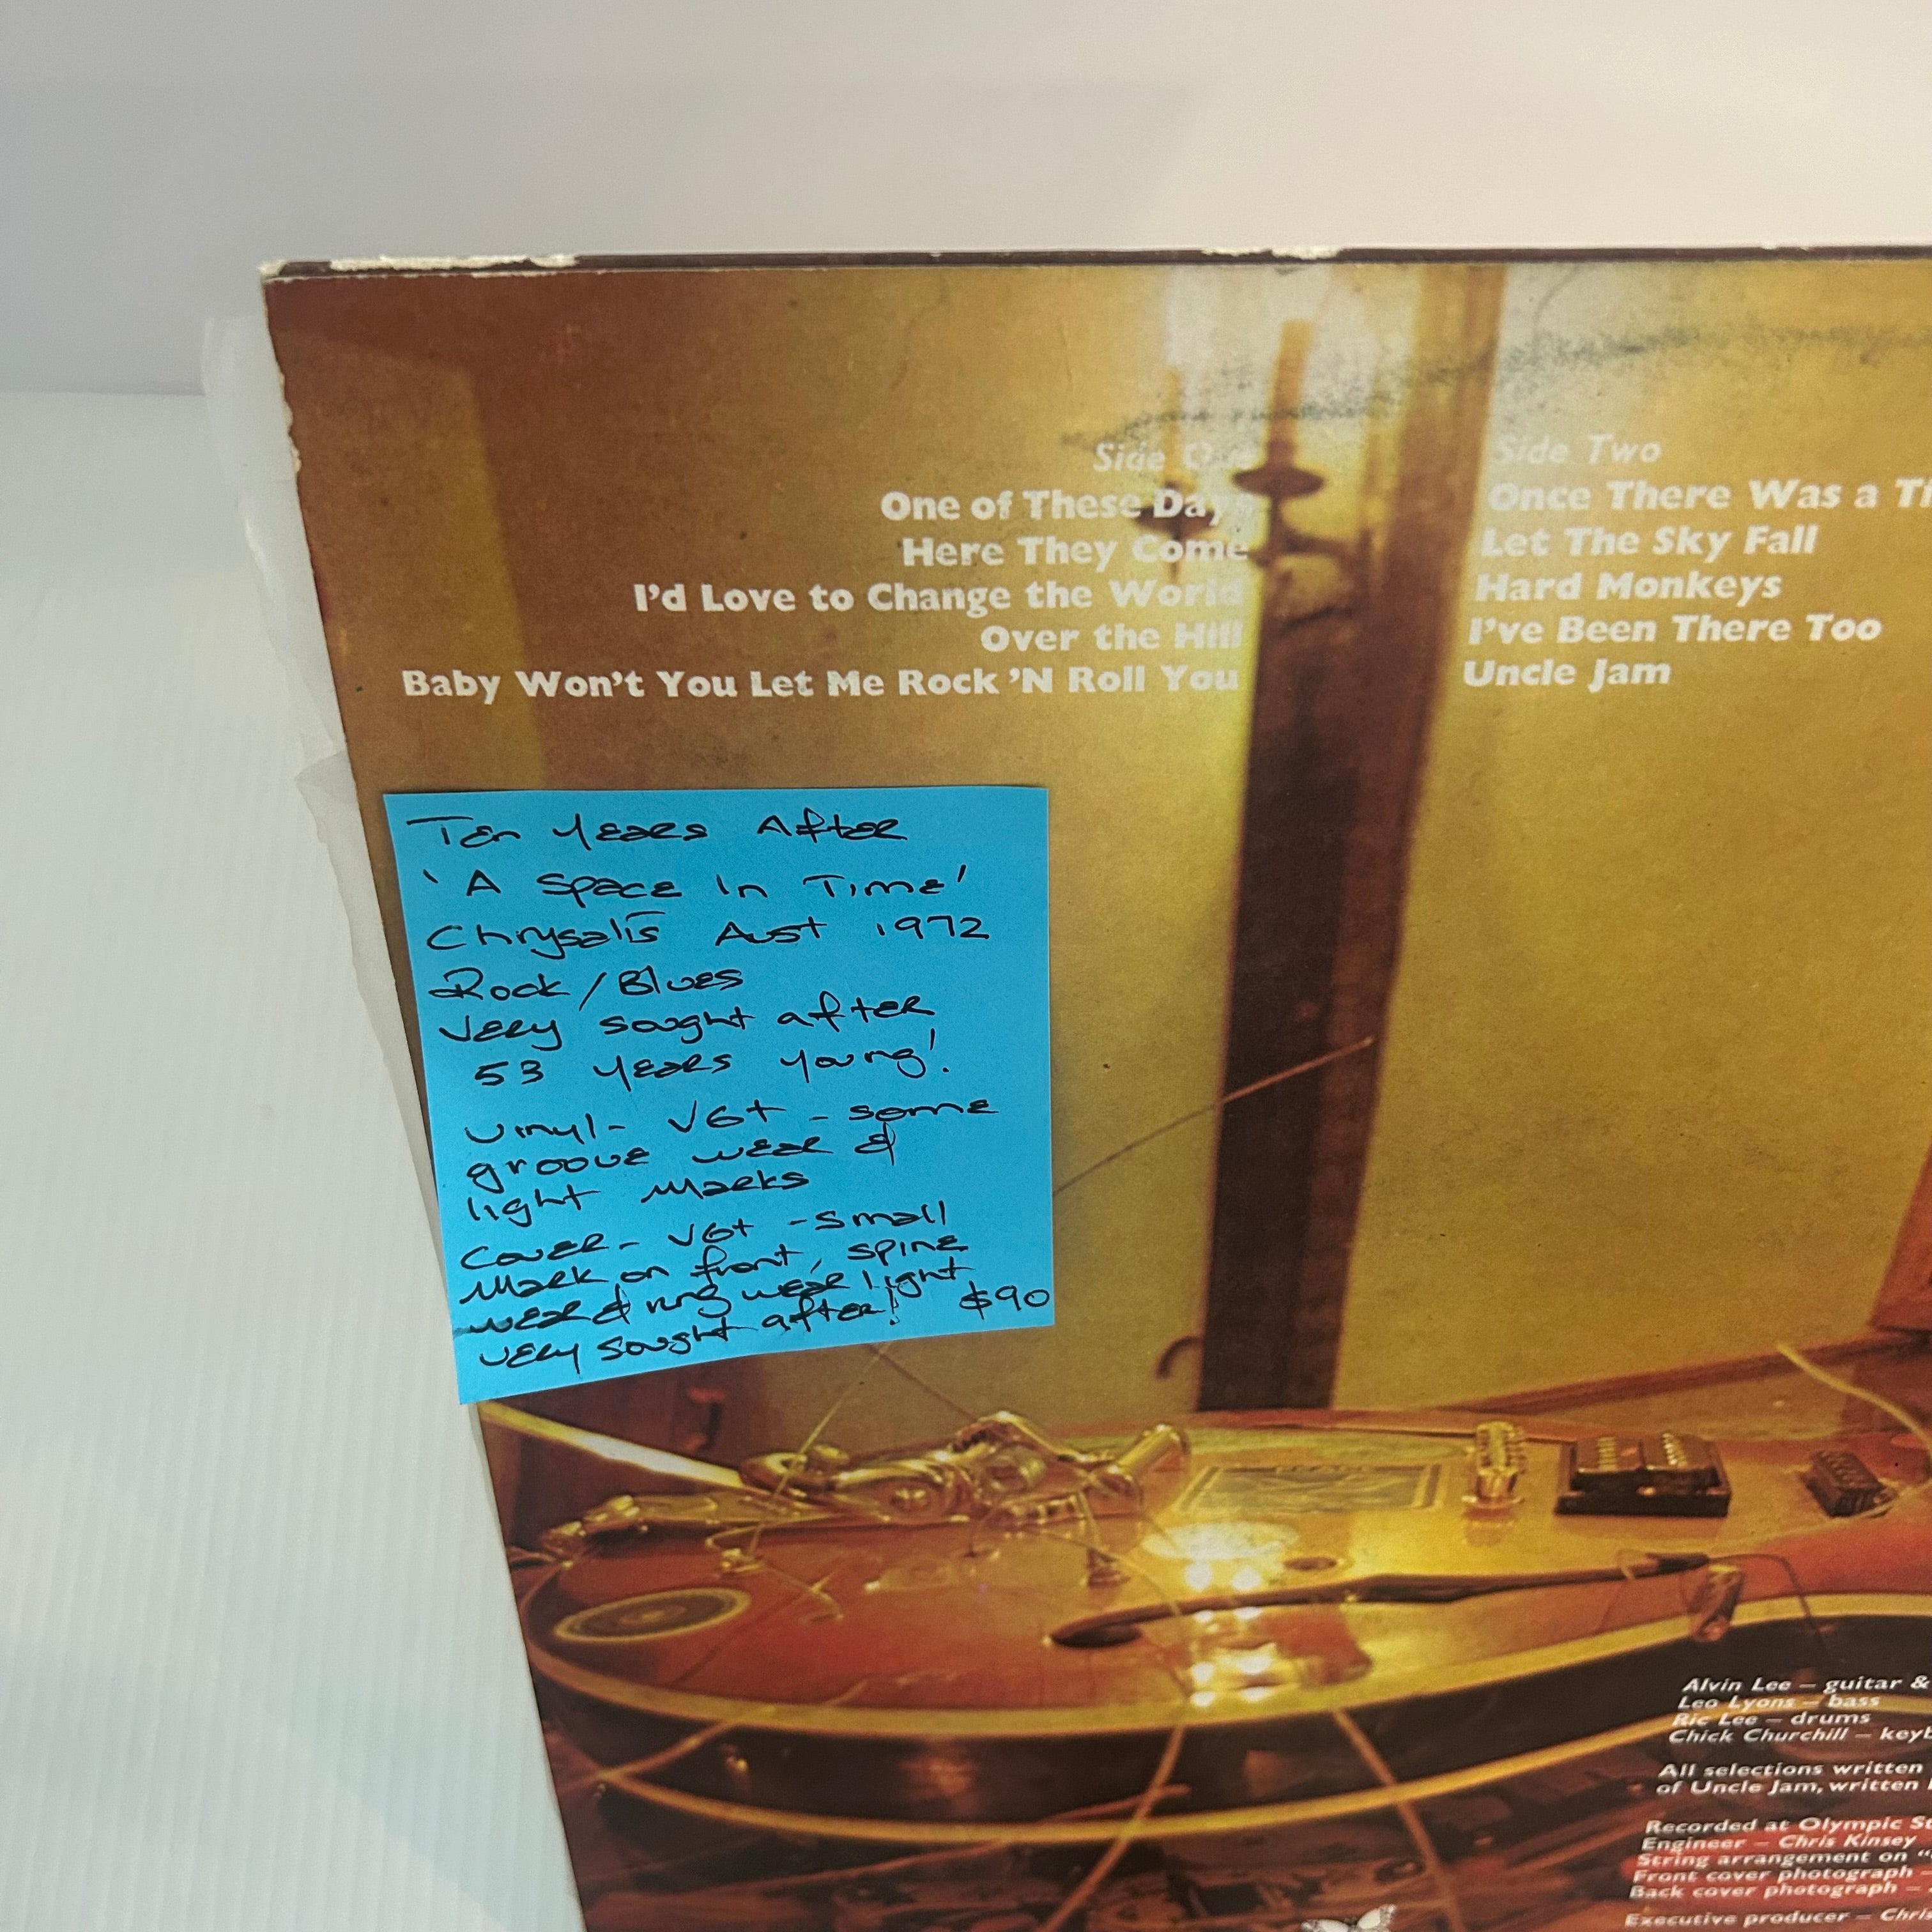 Side One
One of These Days
Here They Come
I'd Love to Change the World
Over the Hill
Baby Won't You Let Me Rock 'N Roll You
Side Two
Once There Was a Ti
Let The Sky Fall
Hard Monkeys
I've Been There Too
Uncle Jam
Ten Years After
'A Space In Time'
Chrysalis Aust 1972
Rock/Blues
Very sought after
53 years young!
Vinyl - VG+ - some
groove wear &
light marks
Cover - VG+ - small
mark on front, spine
wear & ring wear light
very sought after! $90
Alvin Lee – guitar &
Leo Lyons – bass
Ric Lee – drums
Chick Churchill – keyb
All selections written
of Uncle Jam, written
Recorded at Olympic St
Engineer – Chris Kinsey
String arrangement on "
Front cover photograph –
Back cover photograph –
Executive producer – Chris